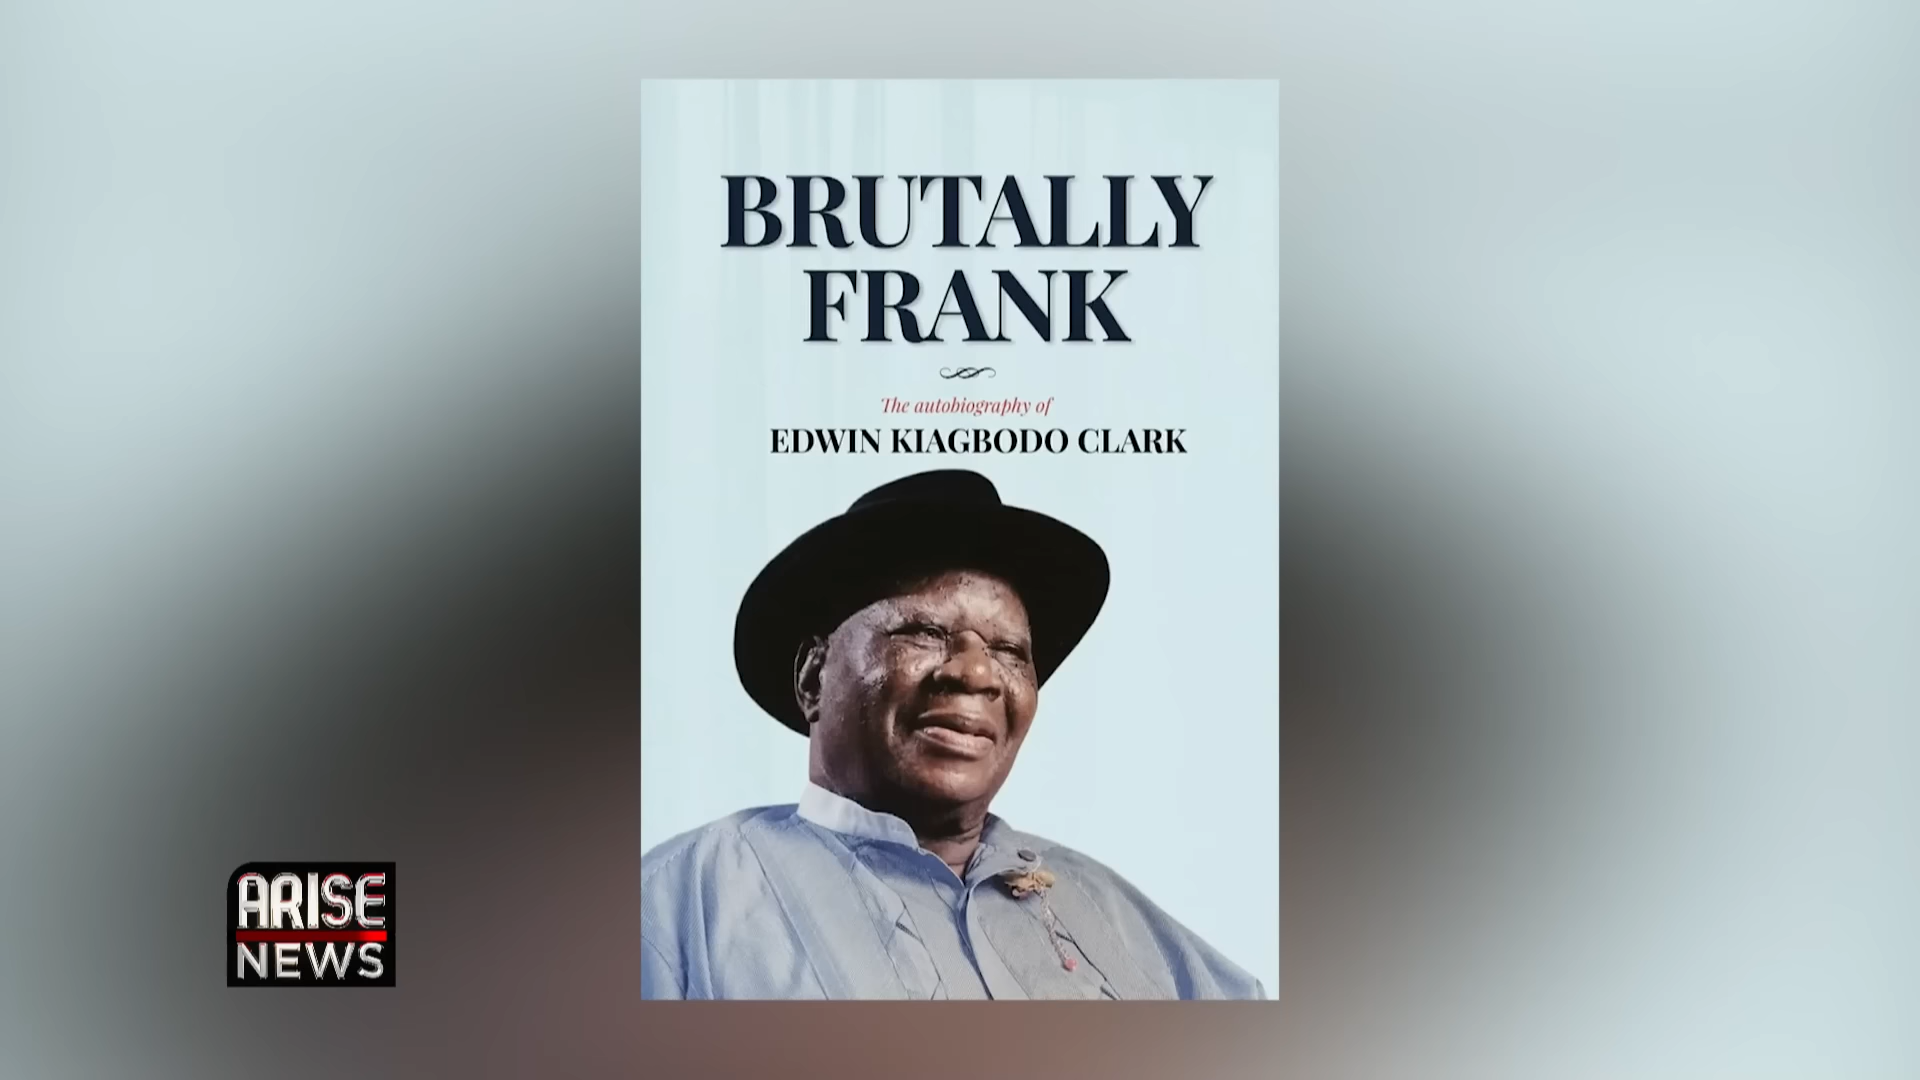 BRUTALLY
FRANK
The autobiography of
EDWIN KIAGBODO CLARK
ARISE
NEWS